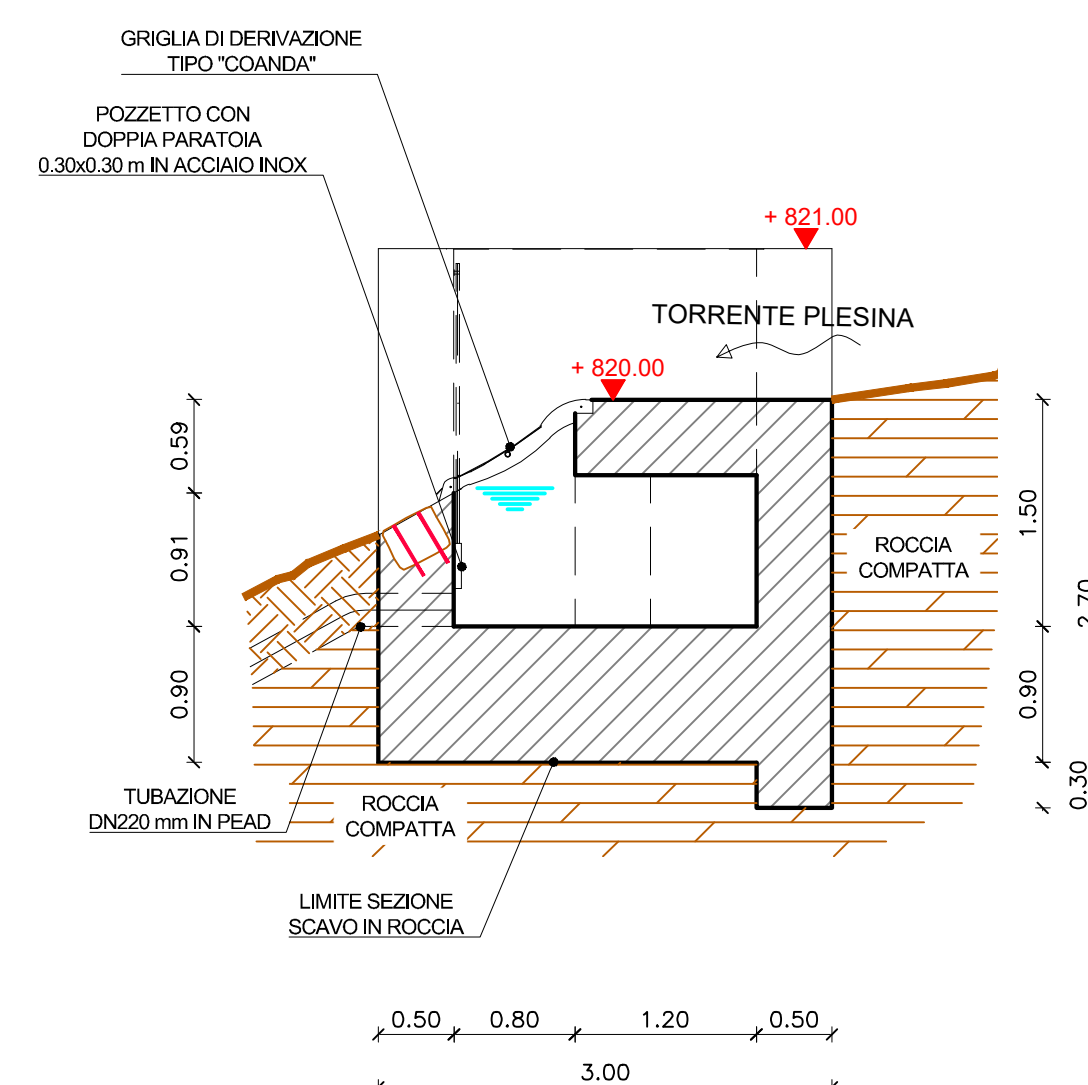 GRIGLIA DI DERIVAZIONE
TIPO "COANDA"
POZZETTO CON
DOPPIA PARATOIA
0.30x0.30 m IN ACCIAIO INOX
+ 821.00
TORRENTE PLESINA
+ 820.00
0.59
0.91
0.90
1.50
2.70
0.90
0.30
ROCCIA
COMPATTA
TUBAZIONE
DN220 mm IN PEAD
ROCCIA
COMPATTA
LIMITE SEZIONE
SCAVO IN ROCCIA
0.50 0.80 1.20 0.50
3.00